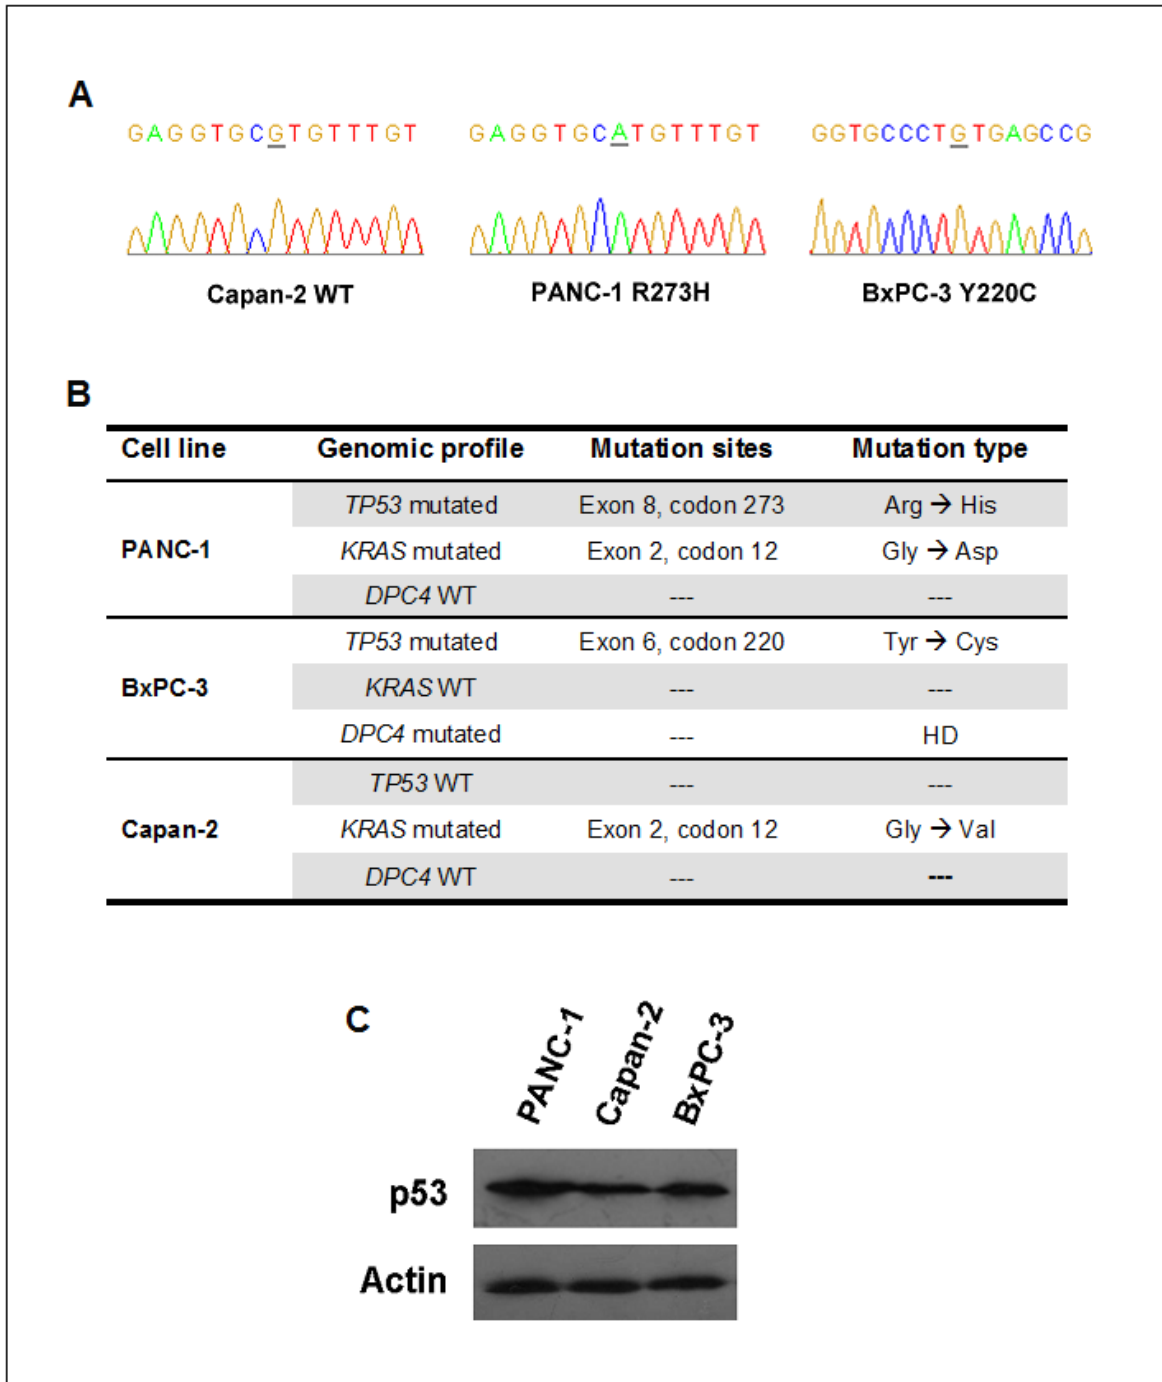 A
GAGGTGCGTGTTTGT GAGGTGCATGTTTGT GGTGCCCTGTGAGCCG
Capan-2 WT PANC-1 R273H BxPC-3 Y220C
B
Cell line Genomic profile Mutation sites Mutation type
TP53 mutated Exon 8, codon 273 Arg → His
PANC-1 KRAS mutated Exon 2, codon 12 Gly → Asp
DPC4 WT --- ---
TP53 mutated Exon 6, codon 220 Tyr → Cys
BxPC-3 KRAS WT --- ---
DPC4 mutated --- HD
TP53 WT --- ---
Capan-2 KRAS mutated Exon 2, codon 12 Gly → Val
DPC4 WT --- ---
C
PANC-1 Capan-2 BxPC-3
p53
Actin